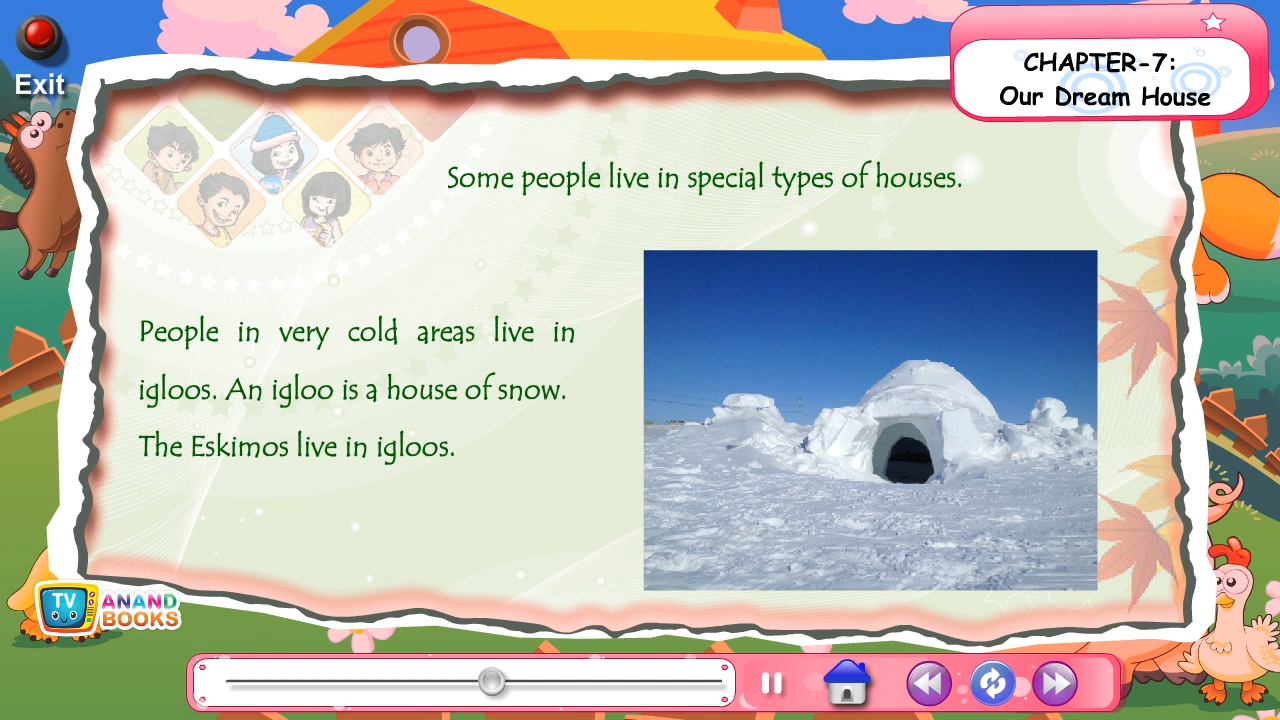 Exit
CHAPTER-7:
Our Dream House
Some people live in special types of houses.
People in very cold areas live in
igloos. An igloo is a house of snow.
The Eskimos live in igloos.
TV
ANAND
BOOKS